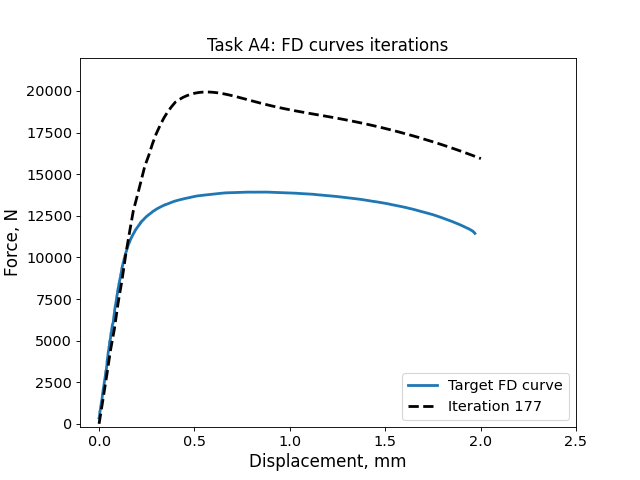 Task A4: FD curves iterations
Force, N
20000
17500
15000
12500
10000
7500
5000
2500
0
Target FD curve
Iteration 177
0.0 0.5 1.0 1.5 2.0 2.5
Displacement, mm